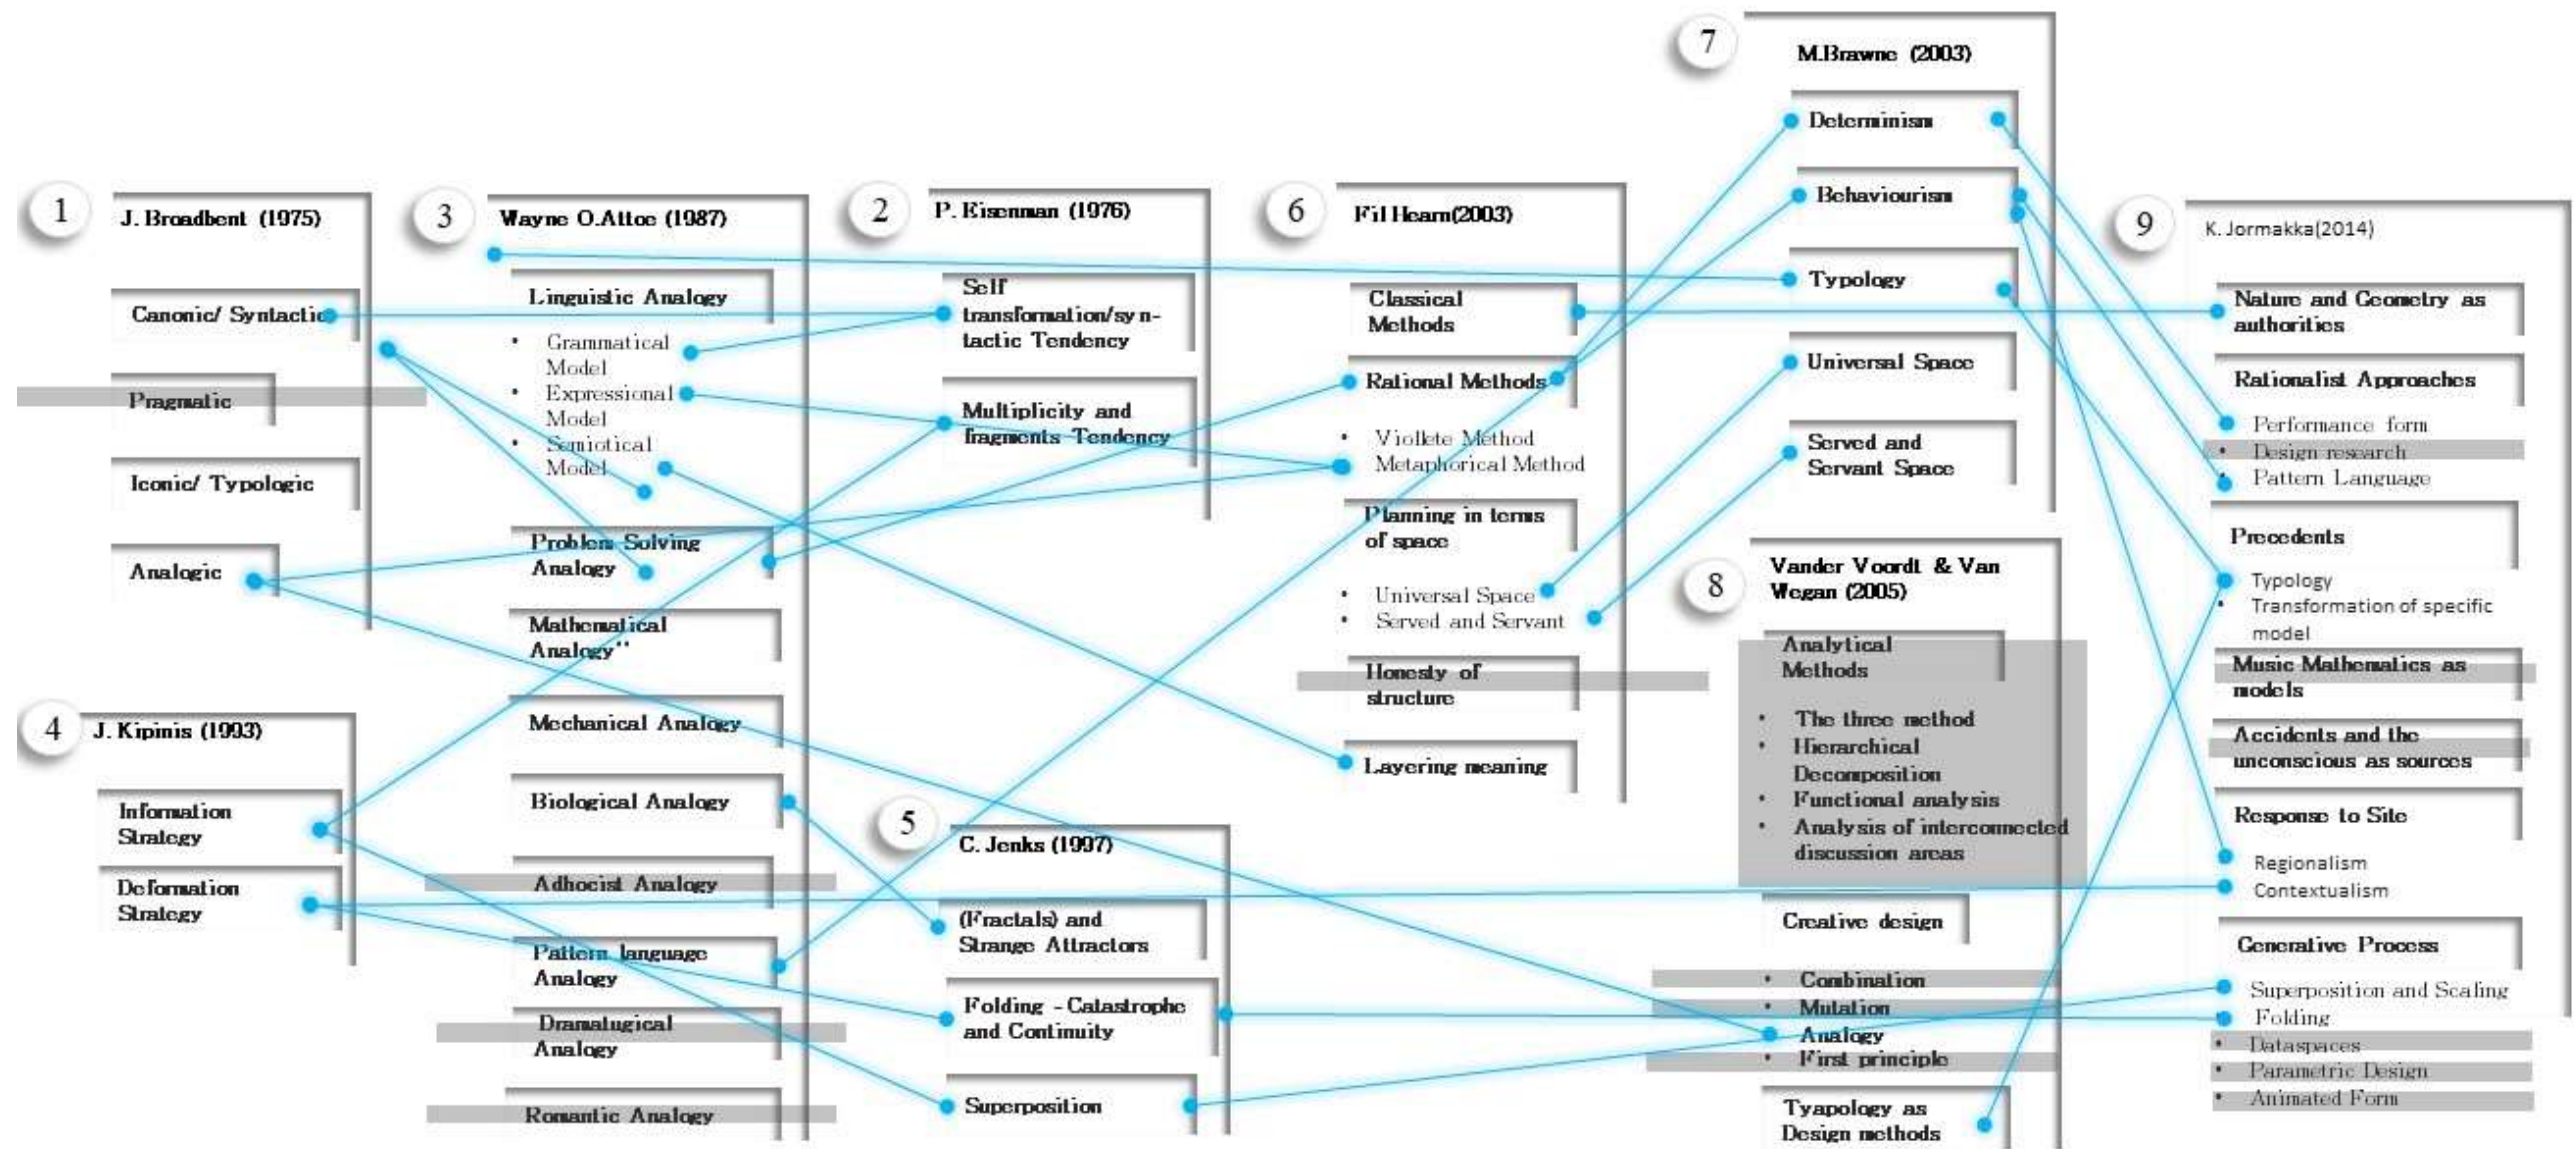 1
J. Broadbent (1975)
Canonic/ Syntactic
Pragmatic
Iconic/ Typologic
Analogic
4
J. Kipinis (1993)
Information
Strategy
Deformation
Strategy
3
Wayne O.Attoe (1987)
Linguistic Analogy
• Grammatical
Model
• Expressional
Model
• Semiotical
Model
Problem Solving
Analogy
Mathematical
Analogy¨
Mechanical Analogy
Biological Analogy
Adhocist Analogy
Pattern language
Analogy
Dramatugical
Analogy
Romantic Analogy
2
P. Eisenman (1976)
Self
transformation/syn-
tactic Tendency
Multiplicity and
fragments Tendency
5
C. Jenks (1997)
(Fractals) and
Strange Attractors
Folding -Catastrophe
and Continuity
Superposition
6
Fil Hearn(2003)
Classical
Methods
Rational Methods
• Viollete Method
• Metaphorical Method
Planning in terms
of space
• Universal Space
• Served and Servant
Honesty of
structure
Layering meaning
7
M.Brawne (2003)
Determinism
Behaviourism
Typology
Universal Space
Served and
Servant Space
8
Vander Voordt & Van
Wegan (2005)
Analytical
Methods
• The three method
• Hierarchical
Decomposition
• Functional analysis
• Analysis of interconnected
discussion areas
Creative design
• Combination
• Mutation
• Analogy
• First principle
Tyapology as
Design methods
9
K. Jormakka(2014)
Nature and Geometry as
authorities
Rationalist Approaches
• Performance form
• Design research
• Pattern Language
Precedents
• Typology
• Transformation of specific
model
Music Mathematics as
models
Accidents and the
unconscious as sources
Response to Site
• Regionalism
• Contextualism
Generative Process
• Superposition and Scaling
• Folding
• Dataspaces
• Parametric Design
• Animated Form